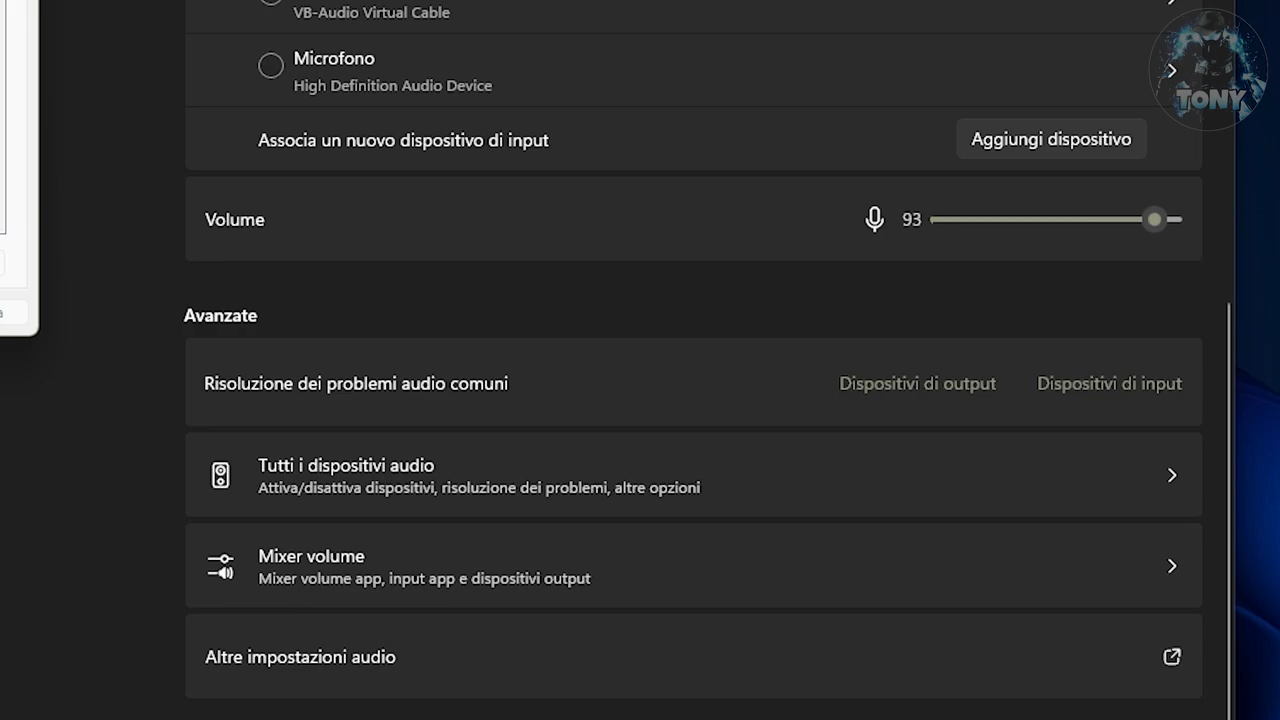 VB-Audio Virtual Cable
Microfono
High Definition Audio Device
TONY
Associa un nuovo dispositivo di input
Aggiungi dispositivo
Volume
93
Avanzate
Risoluzione dei problemi audio comuni
Dispositivi di output
Dispositivi di input
Tutti i dispositivi audio
Attiva/disattiva dispositivi, risoluzione dei problemi, altre opzioni
Mixer volume
Mixer volume app, input app e dispositivi output
Altre impostazioni audio